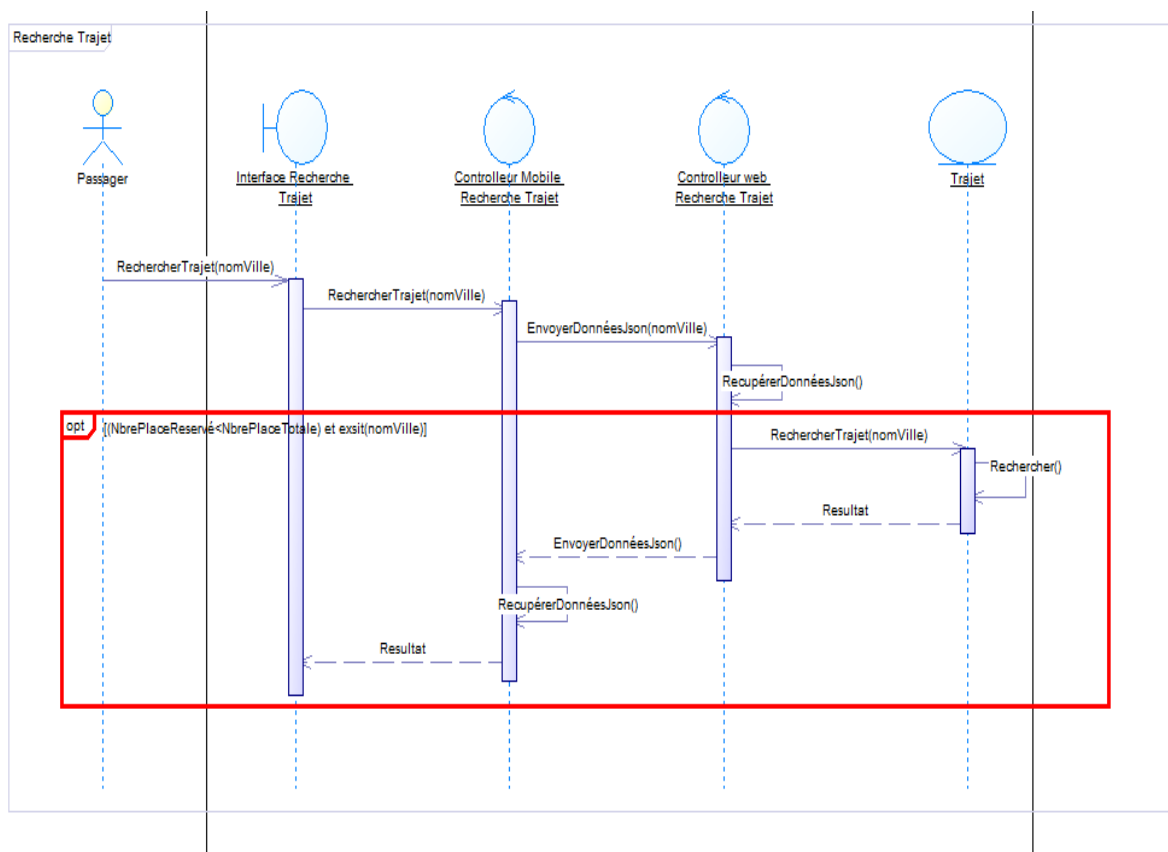 Recherche Trajet
Passager
Interface Recherche
Trajet
Controlleur Mobile
Recherche Trajet
Controlleur web
Recherche Trajet
Trajet
RechercherTrajet(nomVille)
RechercherTrajet(nomVille)
EnvoyerDonnéesJson(nomVille)
RecupérerDonnéesJson()
opt
[(NbrePlaceReservé<NbrePlaceTotale) et exsit(nomVille)]
RechercherTrajet(nomVille)
Rechercher()
Resultat
EnvoyerDonnéesJson()
RecupérerDonnéesJson()
Resultat